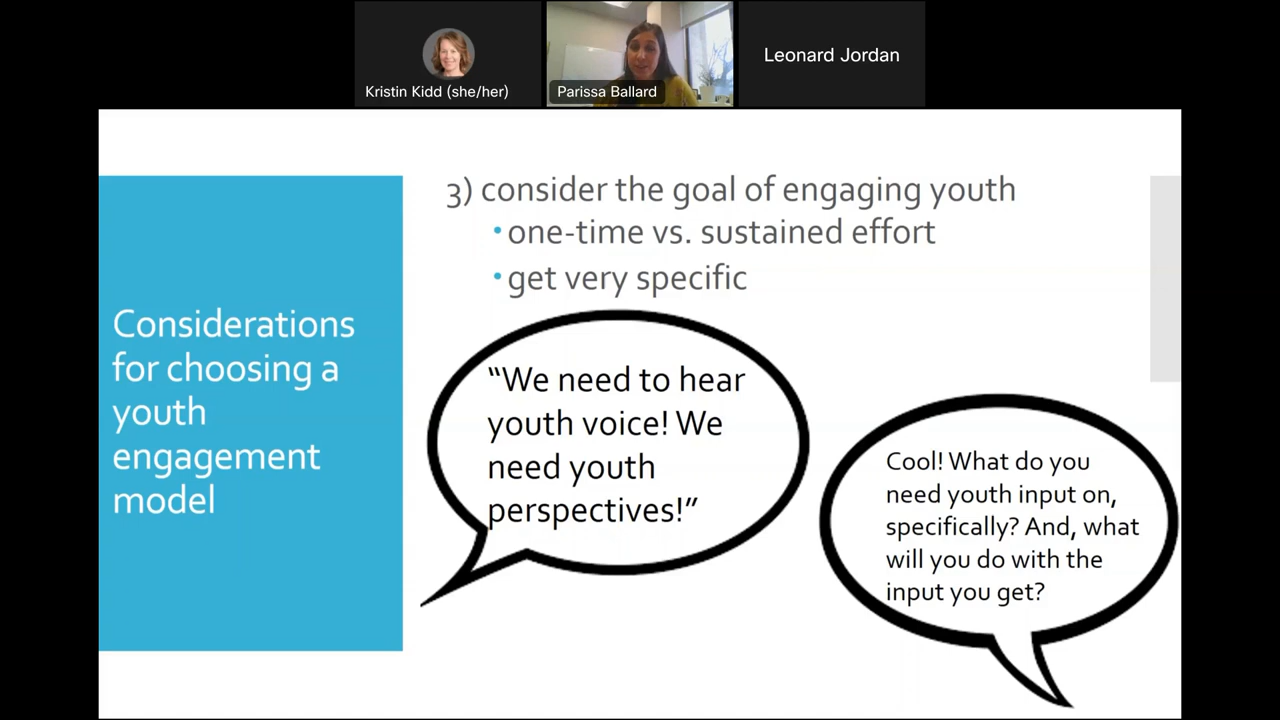 Kristin Kidd (she/her)
Parissa Ballard
Leonard Jordan
Considerations
for choosing a
youth
engagement
model
3) consider the goal of engaging youth
• one-time vs. sustained effort
• get very specific
“We need to hear
youth voice! We
need youth
perspectives!”
Cool! What do you
need youth input on,
specifically? And, what
will you do with the
input you get?